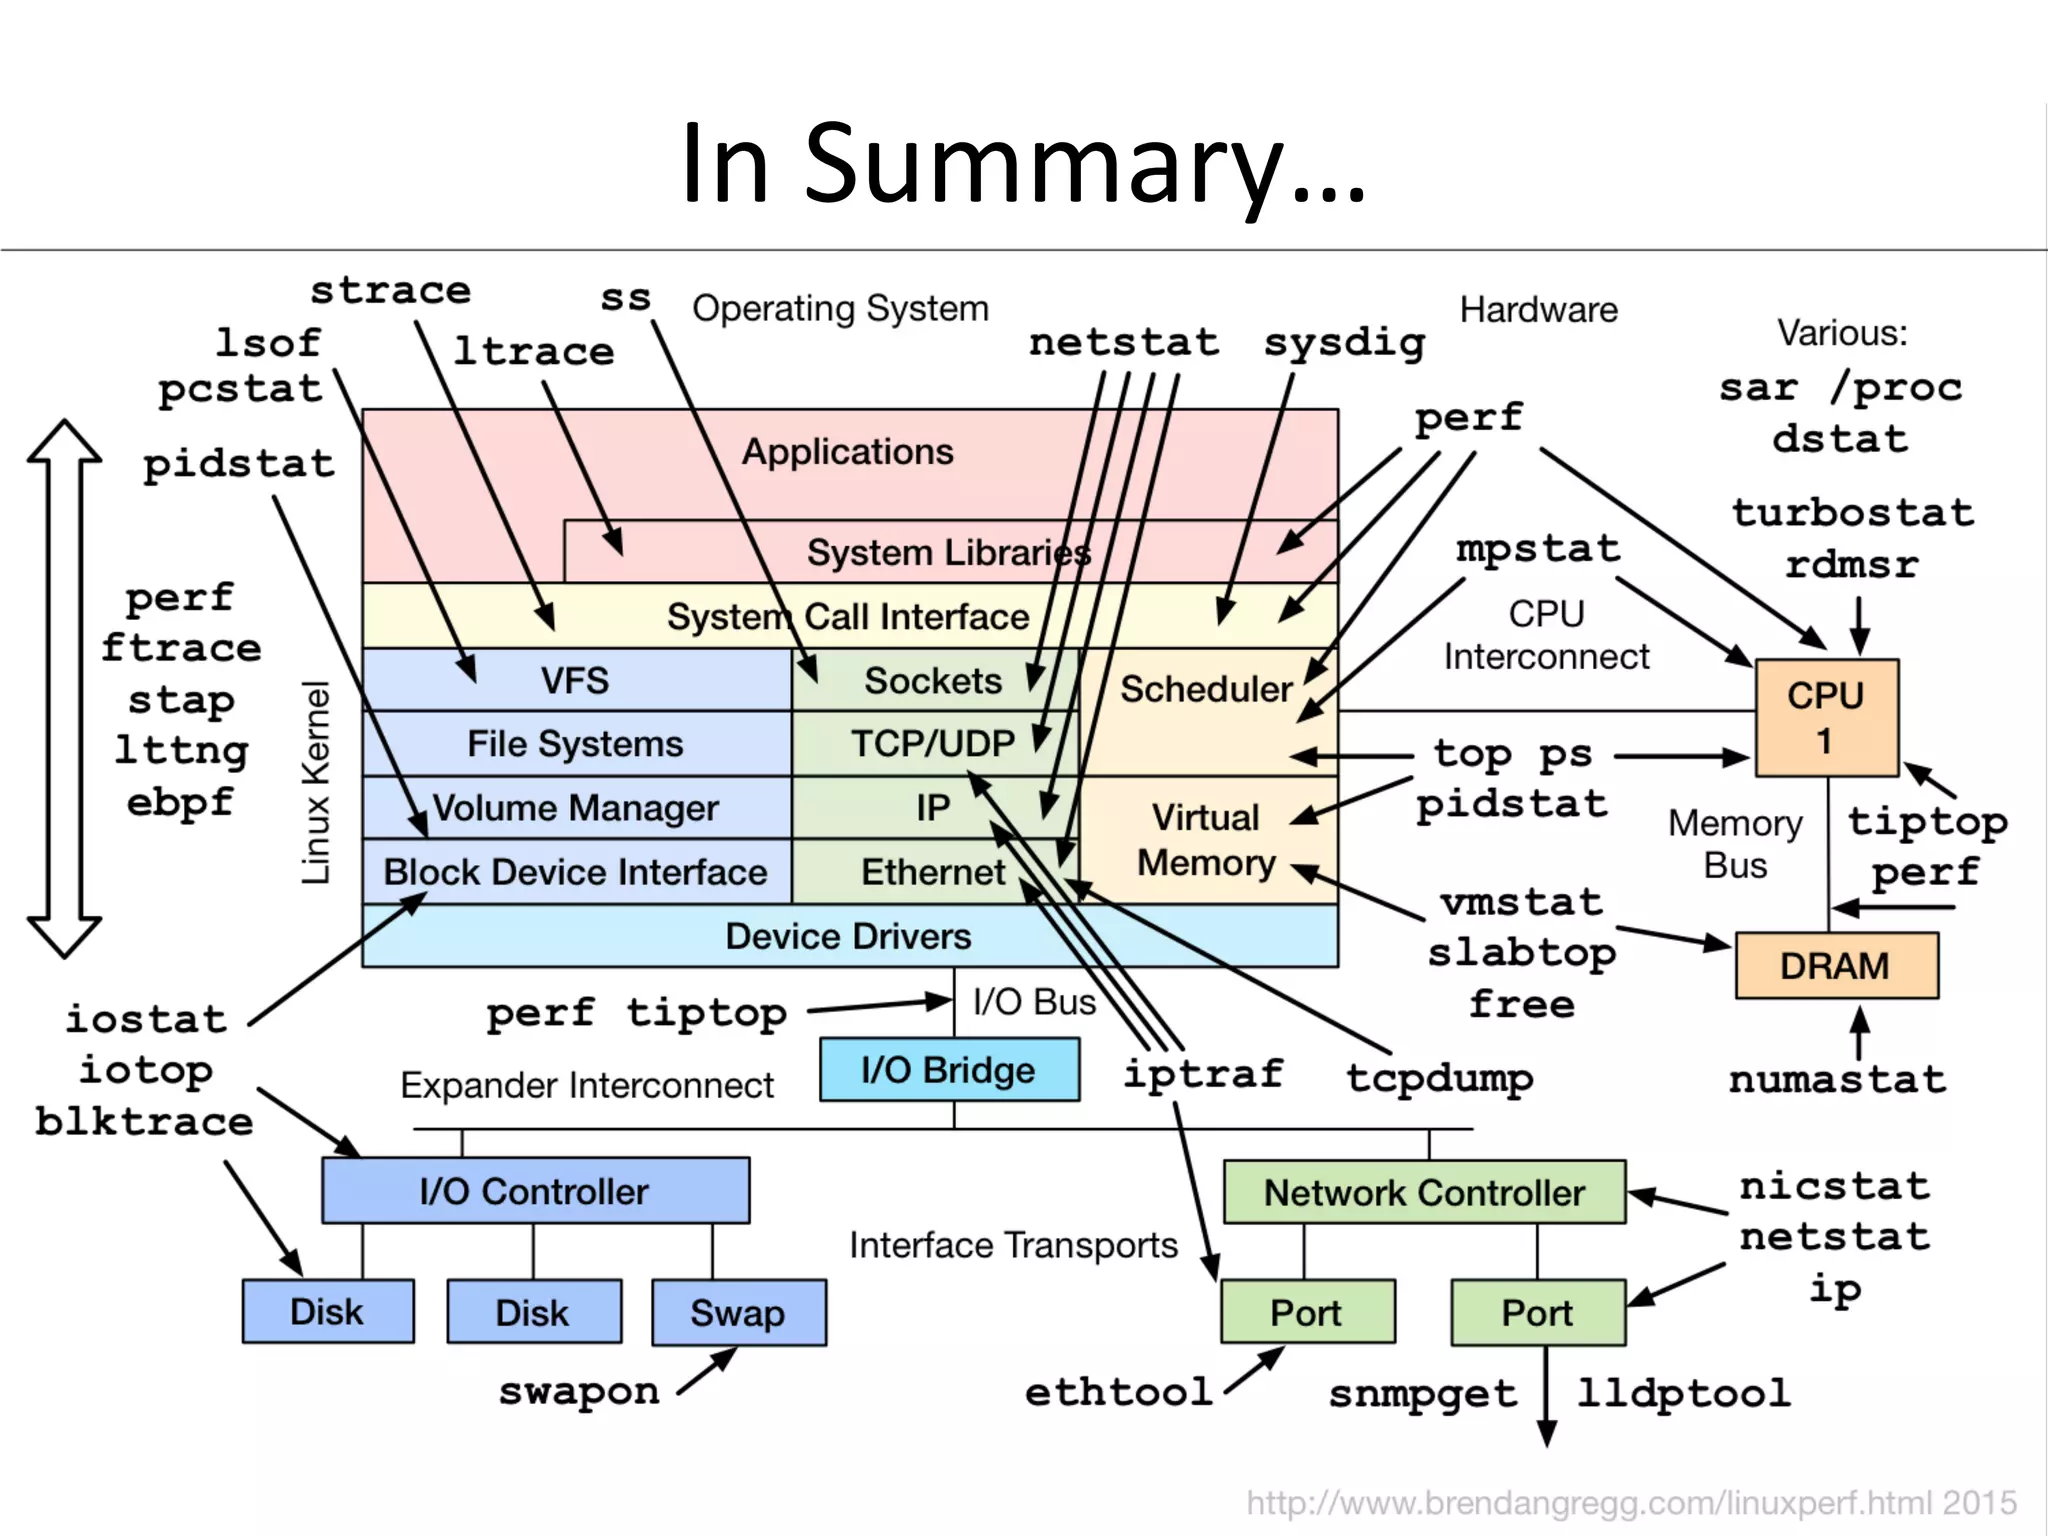 In Summary...
strace
ss
Operating System
Hardware
lsof
ltrace
netstat
sysdig
Various:
pcstat
sar /proc
perf
dstat
Applications
pidstat
turbostat
System Libraries
mpstat
rdmsr
perf
System Call Interface
CPU
Interconnect
ftrace
VFS
Sockets
Scheduler
CPU
1
stap
File Systems
TCP/UDP
top ps
lttng
Linux Kernel
ebpf
Volume Manager
IP
Virtual
Memory
pidstat
Memory
Bus
tiptop
perf
Block Device Interface
Ethernet
vmstat
Device Drivers
slabtop
DRAM
free
iostat
perf tiptop
I/O Bus
iotop
Expander Interconnect
I/O Bridge
iptraf
tcpdump
numastat
blktrace
I/O Controller
Network Controller
nicstat
Interface Transports
netstat
ip
Disk
Disk
Swap
Port
Port
swapon
ethtool
snmpget
lldptool
http://www.brendangregg.com/linuxperf.html 2015